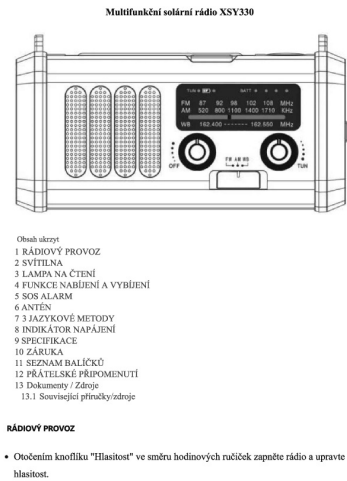 Multifunkční solární rádio XSY330
TUN BATT
FM 87 92 98 102 108 MHz
AM 520 800 1100 1400 1710 KHz
WB 162.400 ------- 162.550 MHz
OFF FM AM WB TUN
Obsah ukrzyt
1 RÁDIOVÝ PROVOZ
2 SVÍTILNA
3 LAMPA NA ČTENÍ
4 FUNKCE NABÍJENÍ A VYBÍJENÍ
5 SOS ALARM
6 ANTÉN
7 3 JAZYKOVÉ METODY
8 INDIKÁTOR NAPÁJENÍ
9 SPECIFIKACE
10 ZÁRUKA
11 SEZNAM BALÍČKŮ
12 PŘÁTELSKÉ PŘIPOMENUTÍ
13 Dokumenty / Zdroje
13.1 Související příručky/zdroje
RÁDIOVÝ PROVOZ
• Otočením knoflíku "Hlasitost" ve směru hodinových ručiček zapněte rádio a upravte
hlasitost.